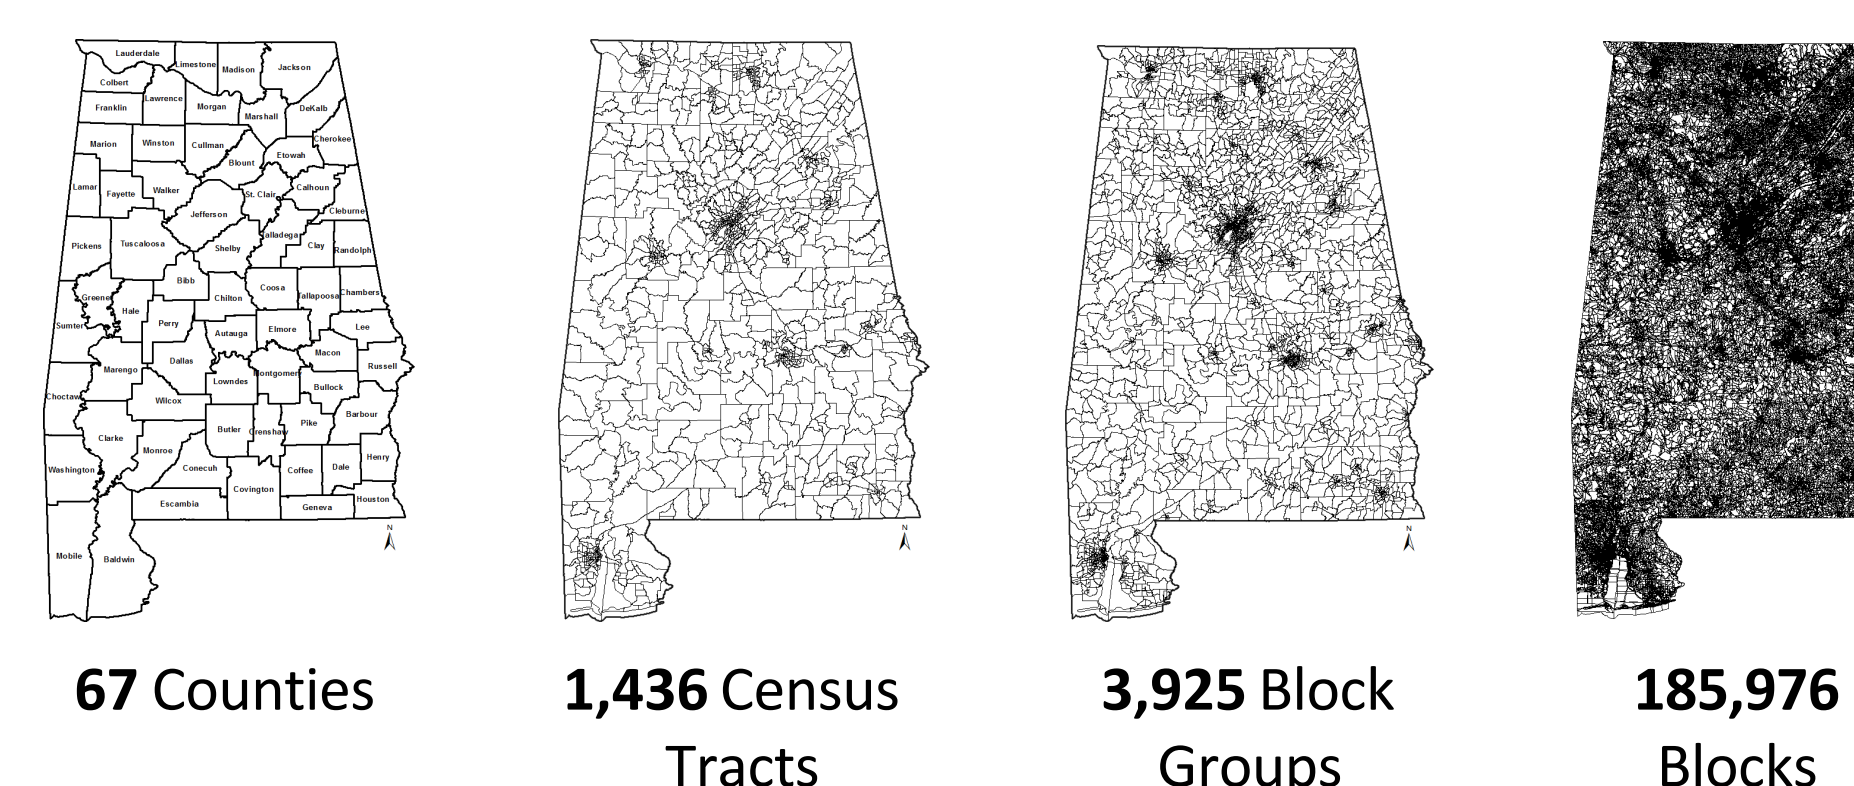 Lauderdale
Limestone
Madison
Jackson
Colbert
Lawrence
Franklin
Morgan
DeKalb
Marshall
Cherokee
Marion
Winston
Cullman
Etowah
Blount
Lamar
Fayette
Walker
St. Clair
Calhoun
Jefferson
Cleburne
Pickens
Tuscaloosa
Shelby
alladega
Clay
Randolph
Bibb
Coosa
Greene
Hale
Chilton
Tallapoosa
Chambers
Sumter
Perry
Autauga
Elmore
Lee
Dallas
Macon
Marengo
Russell
Lowndes
Montgomery
Bullock
Choctaw
Wilcox
Barbour
Butler
Crenshaw
Pike
Clarke
Monroe
Henry
Washington
Conecuh
Coffee
Dale
Covington
Escambia
Geneva
Houston
Mobile
Baldwin
N
N
N
67 Counties
1,436 Census
Tracts
3,925 Block
Groups
185,976
Blocks